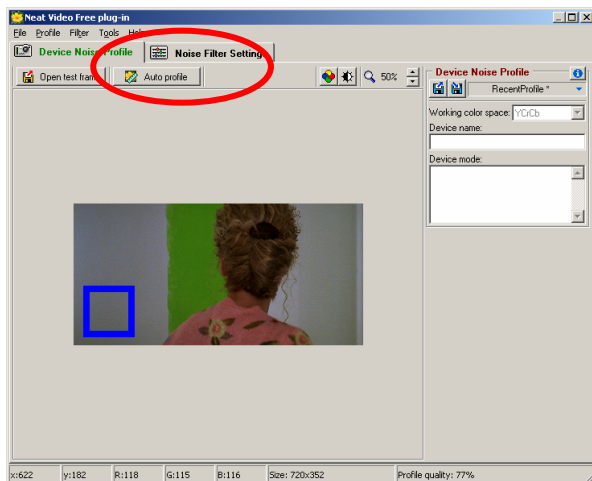 Neat Video Free plug-in
File Profile Filter Tools Help
Device Noise Profile Noise Filter Settings
Open test frame Auto profile 50%
Device Noise Profile
RecentProfile *
Working color space: YCrCb
Device name:
Device mode:
x:622 y:182 R:118 G:115 B:116 Size: 720x352 Profile quality: 77%